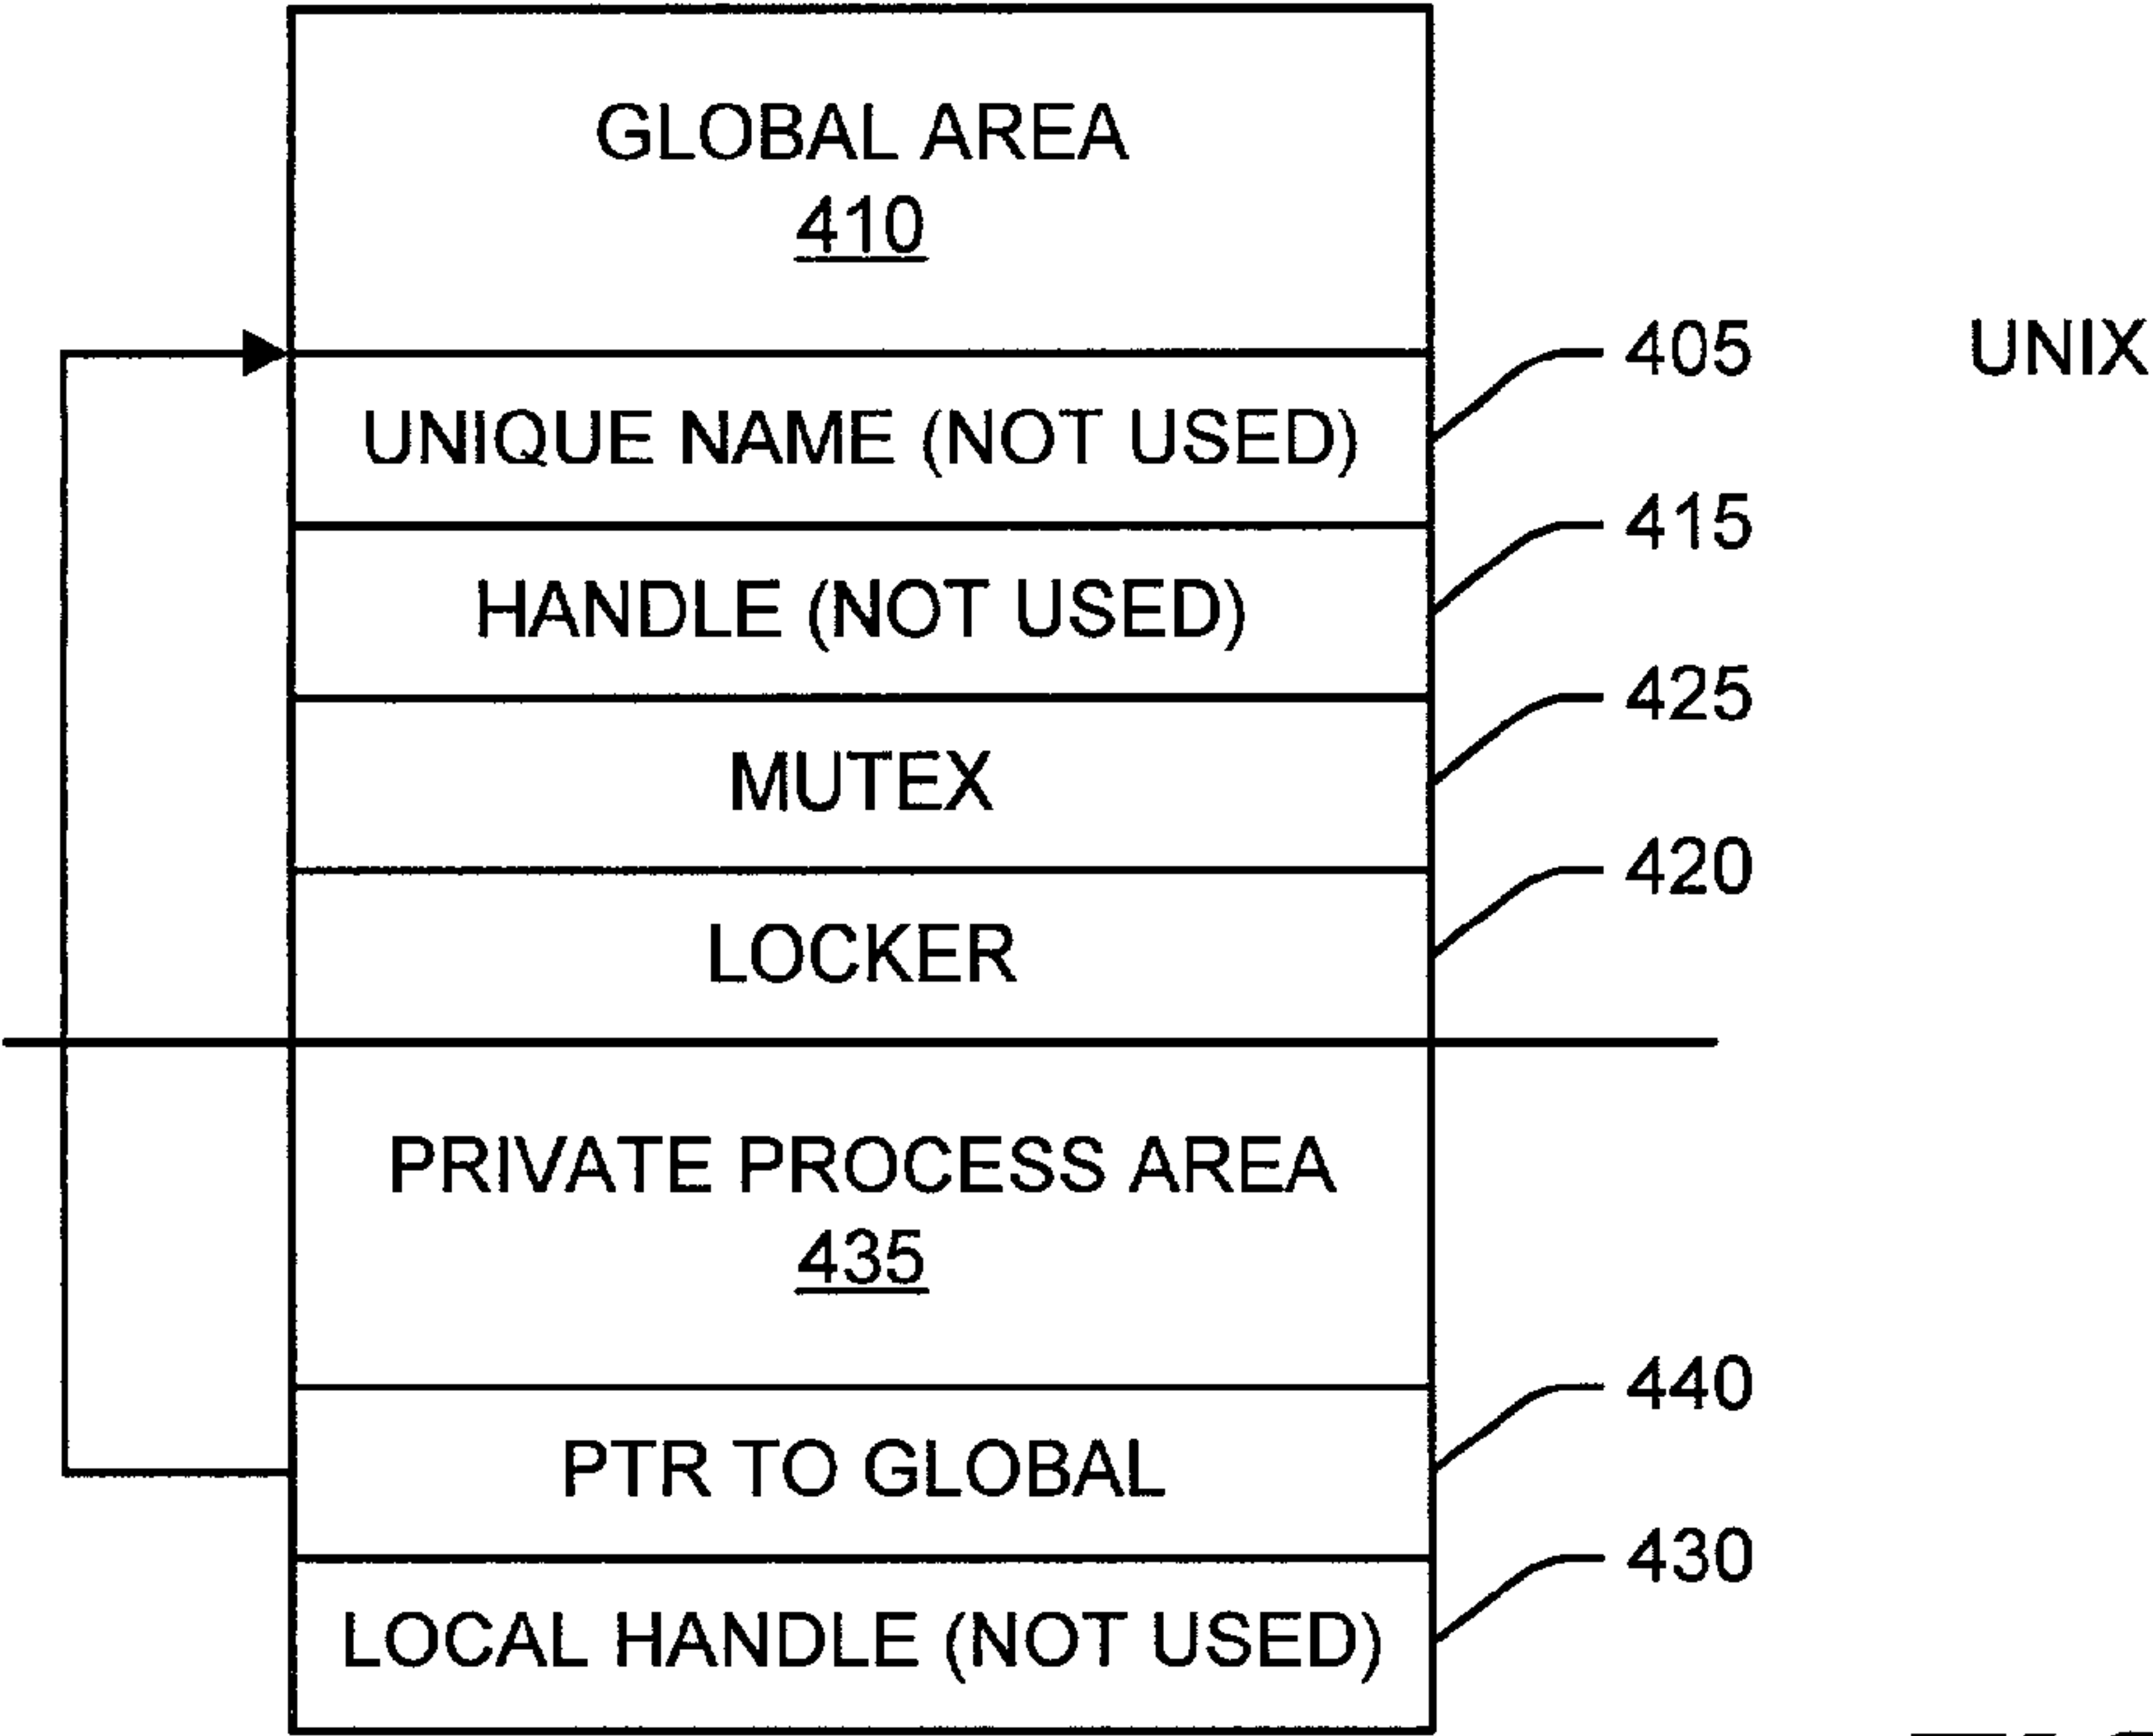 GLOBAL AREA
410
405
UNIX
UNIQUE NAME (NOT USED)
415
HANDLE (NOT USED)
425
MUTEX
420
LOCKER
PRIVATE PROCESS AREA
435
440
PTR TO GLOBAL
430
LOCAL HANDLE (NOT USED)